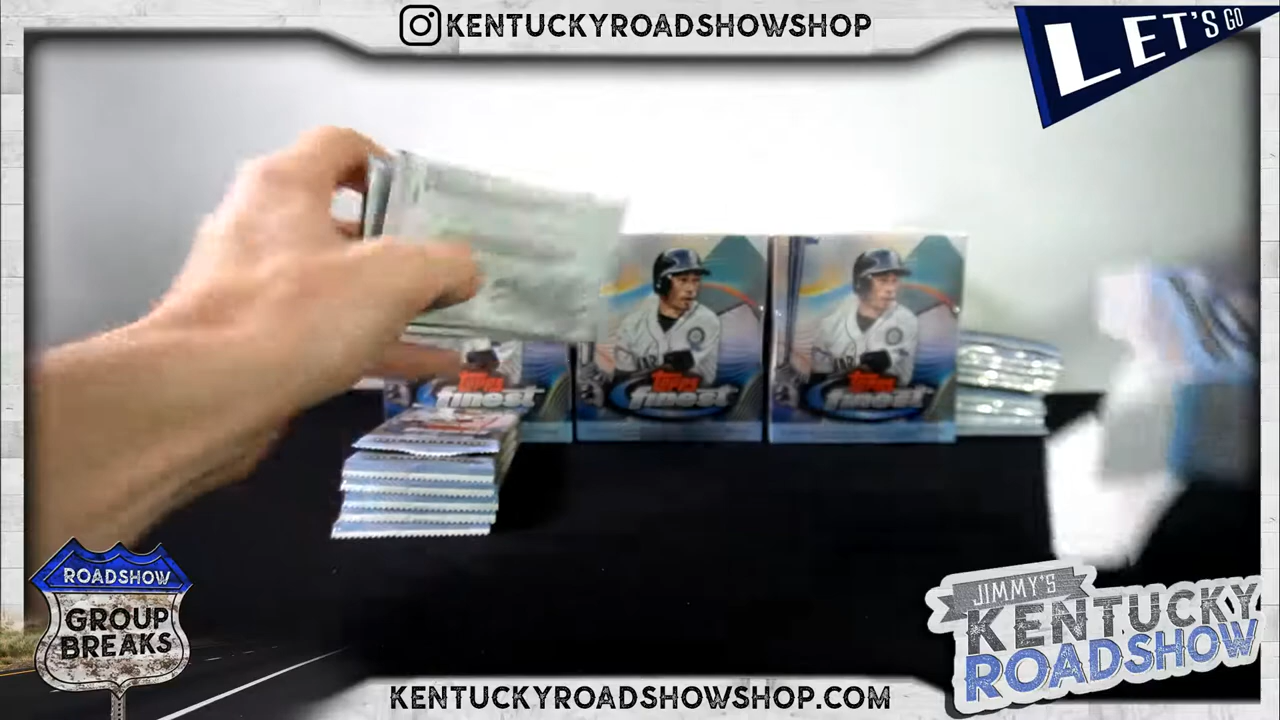 KENTUCKYROADSHOWSHOP
LET'S GO
TOPPS
finest
TOPPS
finest
TOPPS
finest
ROADSHOW
GROUP
BREAKS
JIMMY'S
KENTUCKY
ROADSHOW
KENTUCKYROADSHOWSHOP.COM